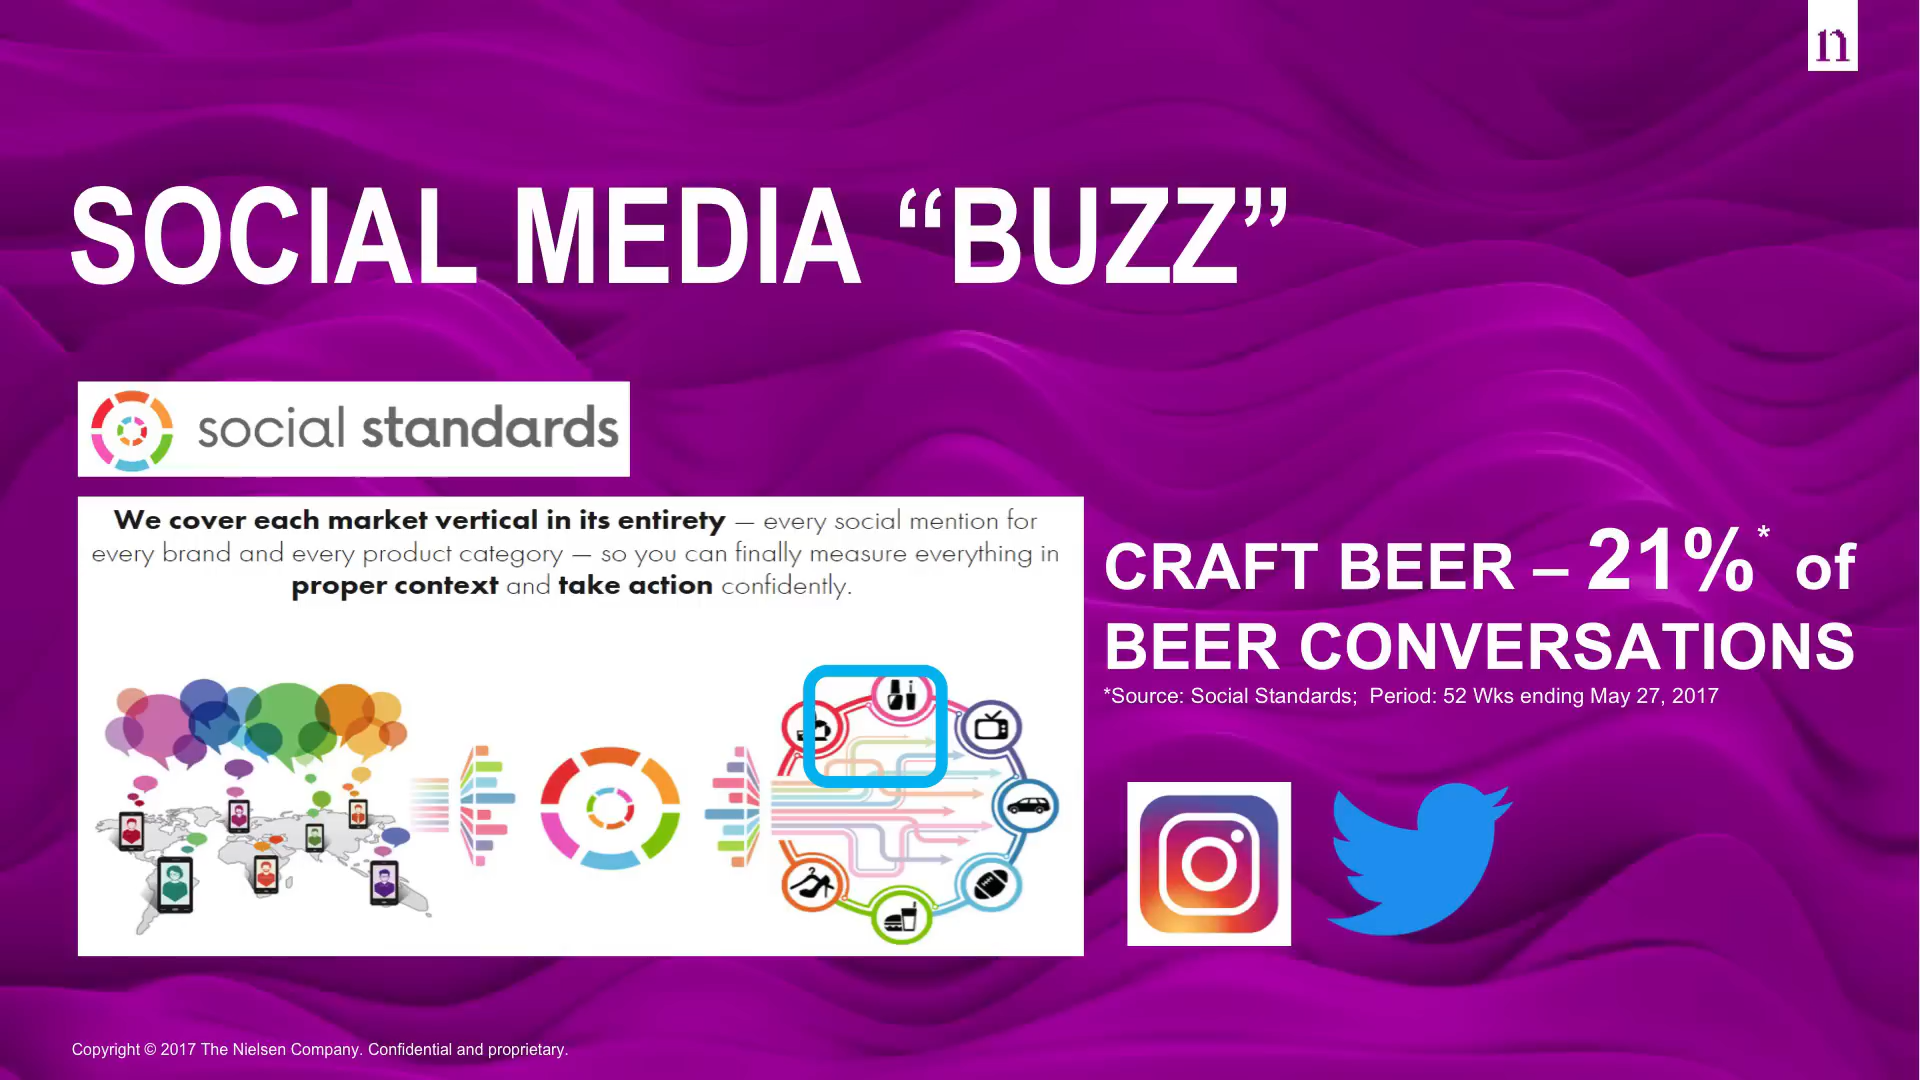 n
SOCIAL MEDIA “BUZZ”
social standards
We cover each market vertical in its entirety — every social mention for
every brand and every product category — so you can finally measure everything in
proper context and take action confidently.
CRAFT BEER – 21%* of
BEER CONVERSATIONS
*Source: Social Standards;  Period: 52 Wks ending May 27, 2017
Copyright © 2017 The Nielsen Company. Confidential and proprietary.